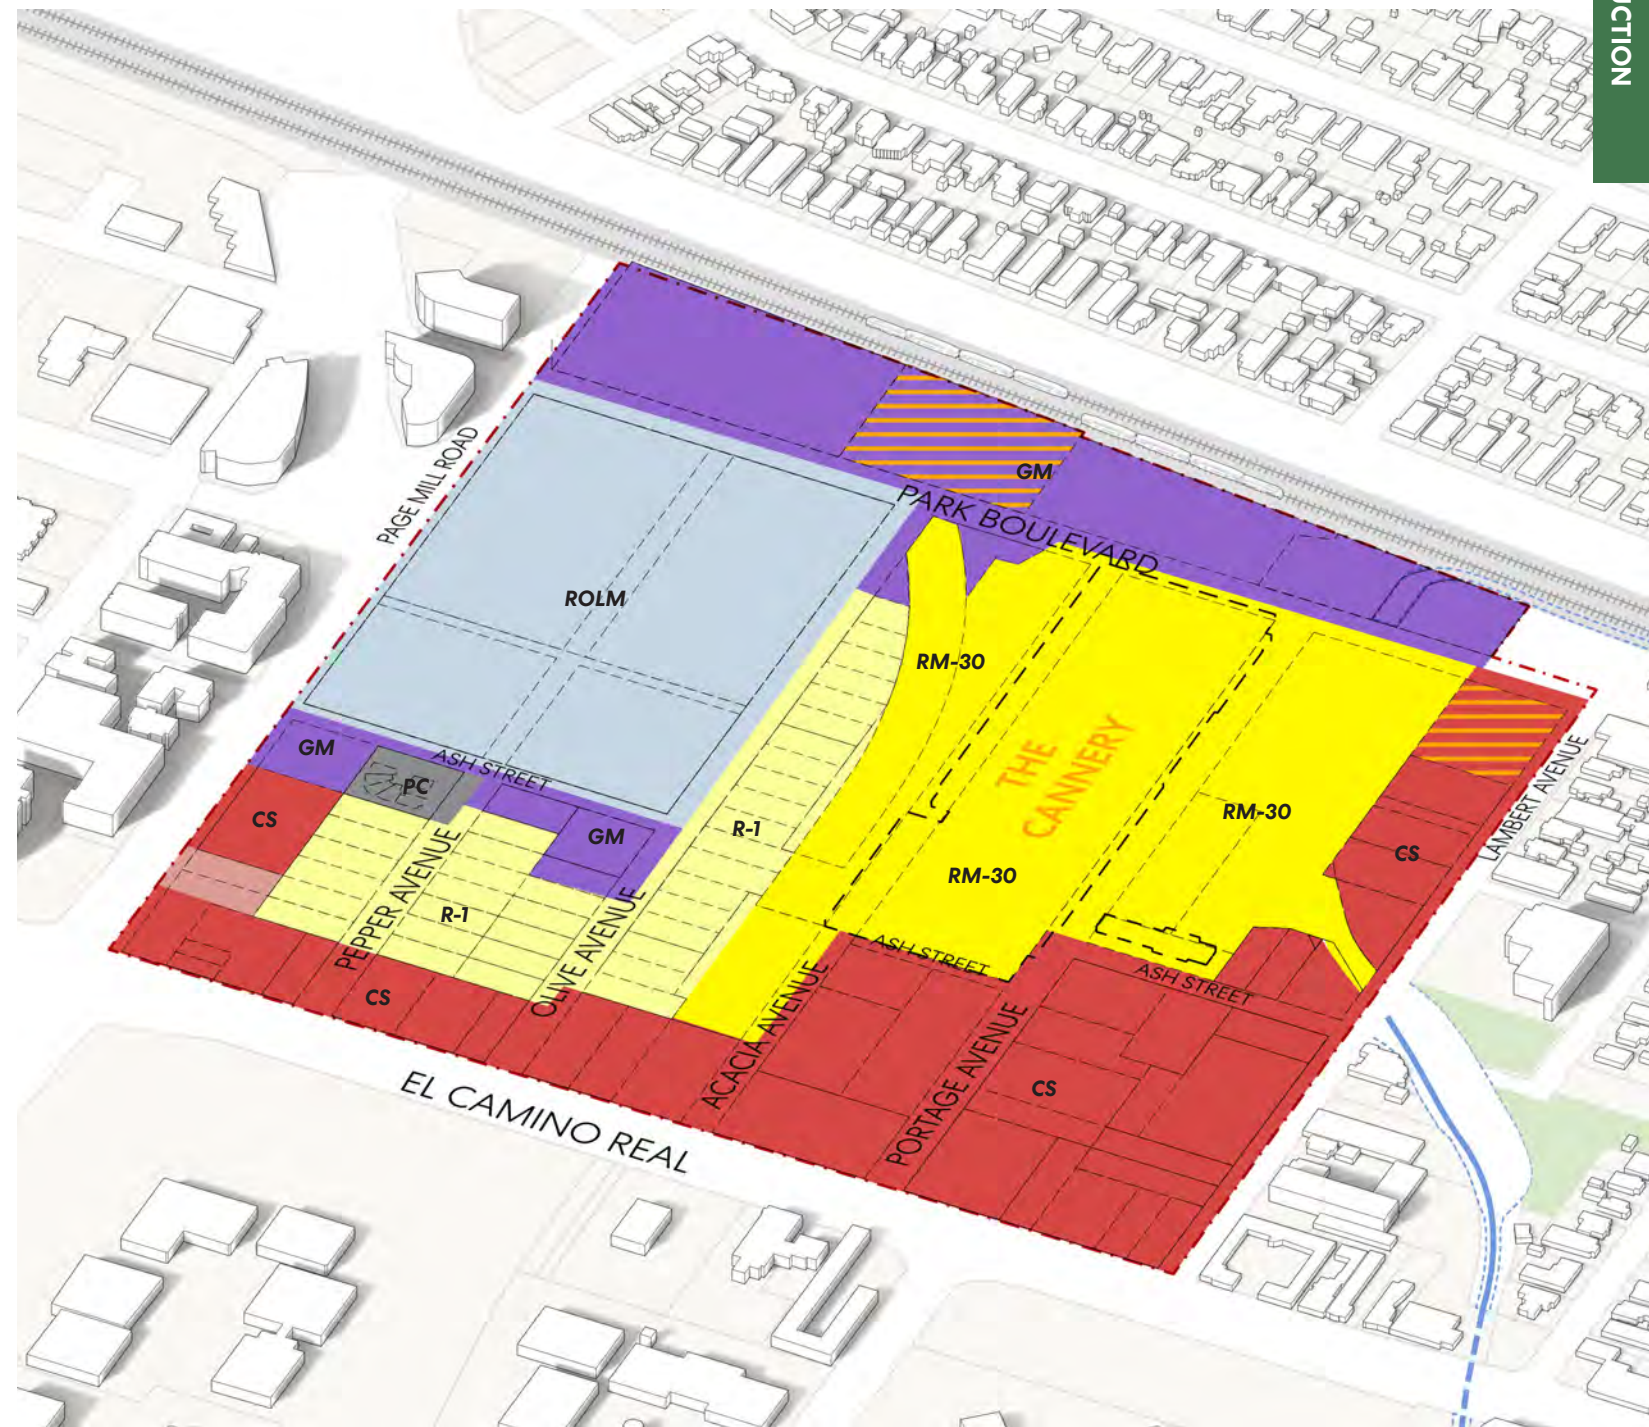 UCTION
PAGE MILL ROAD
GM
PARK BOULEVARD
ROLM
RM-30
THE
CANNERY
GM
ASH STREET
PC
CS
GM
R-1
RM-30
LAMBERT AVENUE
CS
RM-30
PEPPER AVENUE
R-1
OLIVE AVENUE
ASH STREET
ASH STREET
CS
ACACIA AVENUE
PORTAGE AVENUE
CS
EL CAMINO REAL